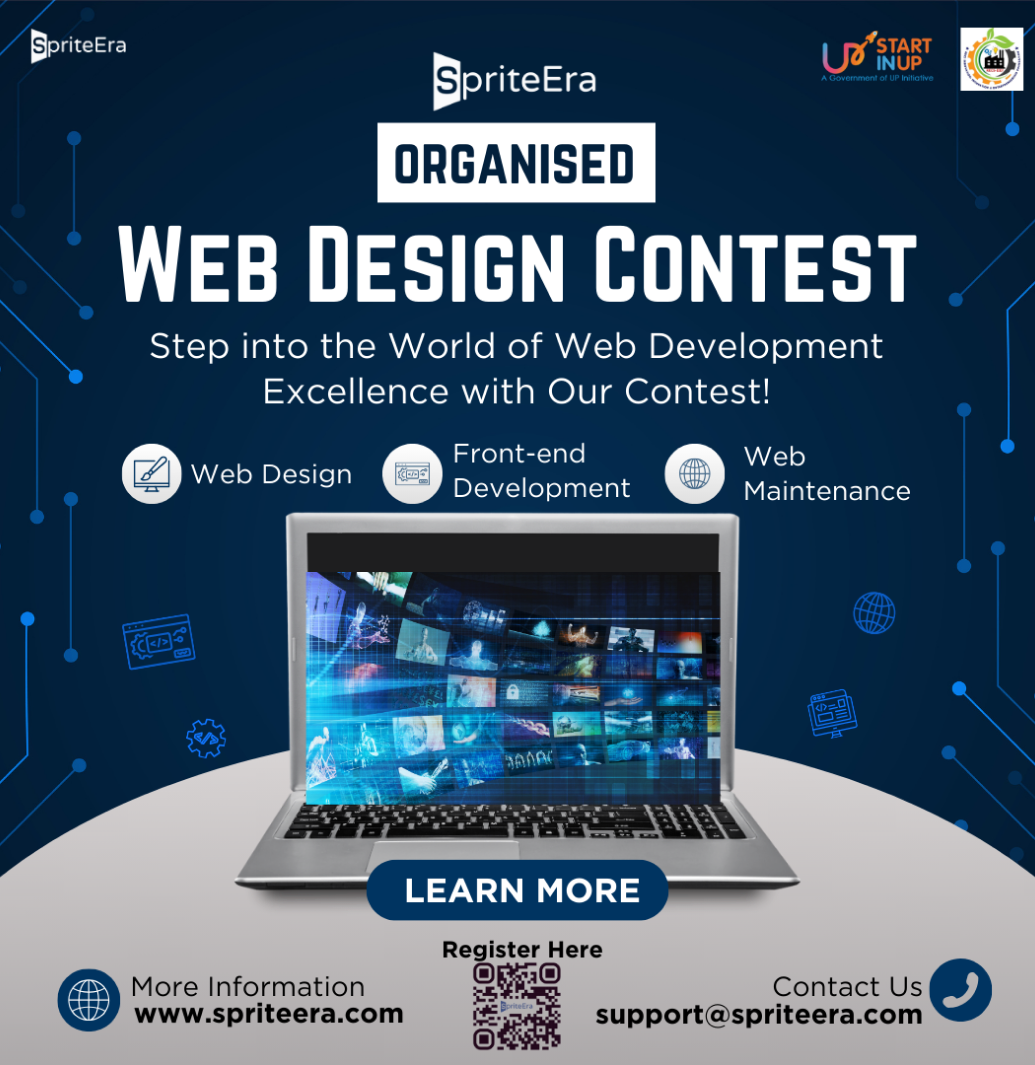 SpriteEra
START
UP INUP
A Government of UP Initiative
SpriteEra
ORGANISED
WEB DESIGN CONTEST
Step into the World of Web Development
Excellence with Our Contest!
Web Design
Front-end
Development
Web
Maintenance
LEARN MORE
Register Here
More Information
www.spriteera.com
SpriteEra
Contact Us
support@spriteera.com